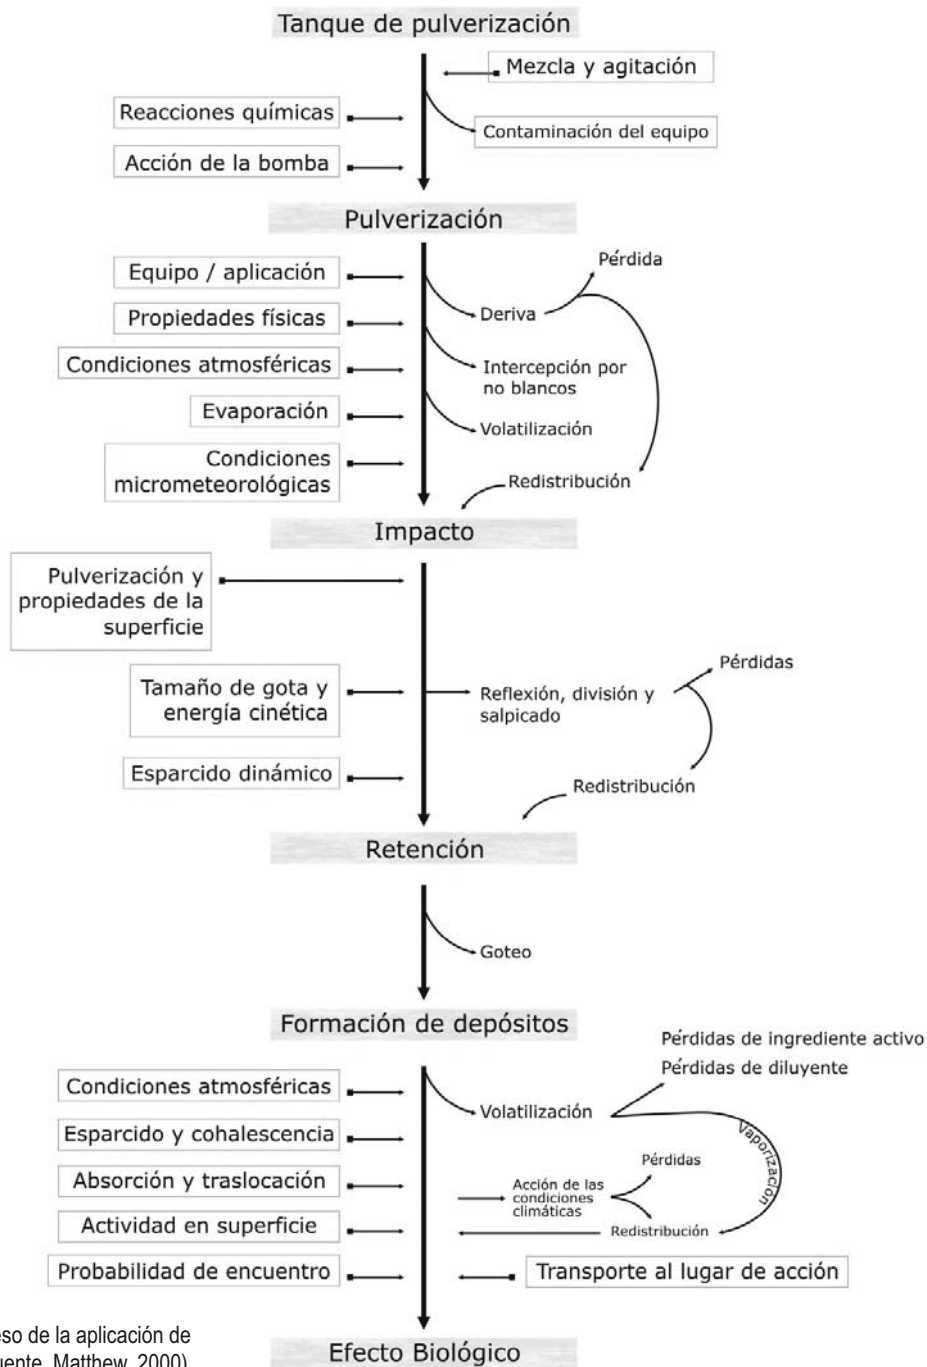 Tanque de pulverización
Mezcla y agitación
Reacciones químicas
Contaminación del equipo
Acción de la bomba
Pulverización
Pérdida
Equipo / aplicación
Deriva
Propiedades físicas
Intercepción por
no blancos
Condiciones atmosféricas
Evaporación
Volatilización
Condiciones
micrometeorológicas
Redistribución
Impacto
Pulverización y
propiedades de la
superficie
Pérdidas
Tamaño de gota y
energía cinética
Reflexión, división y
salpicado
Esparcido dinámico
Redistribución
Retención
Goteo
Formación de depósitos
Pérdidas de ingrediente activo
Pérdidas de diluyente
Condiciones atmosféricas
Volatilización
Vaporización
Esparcido y cohalescencia
Pérdidas
Absorción y traslocación
Acción de las
condiciones
climáticas
Actividad en superficie
Redistribución
Probabilidad de encuentro
Transporte al lugar de acción
eso de la aplicación de
uente, Matthew, 2000)
Efecto Biológico